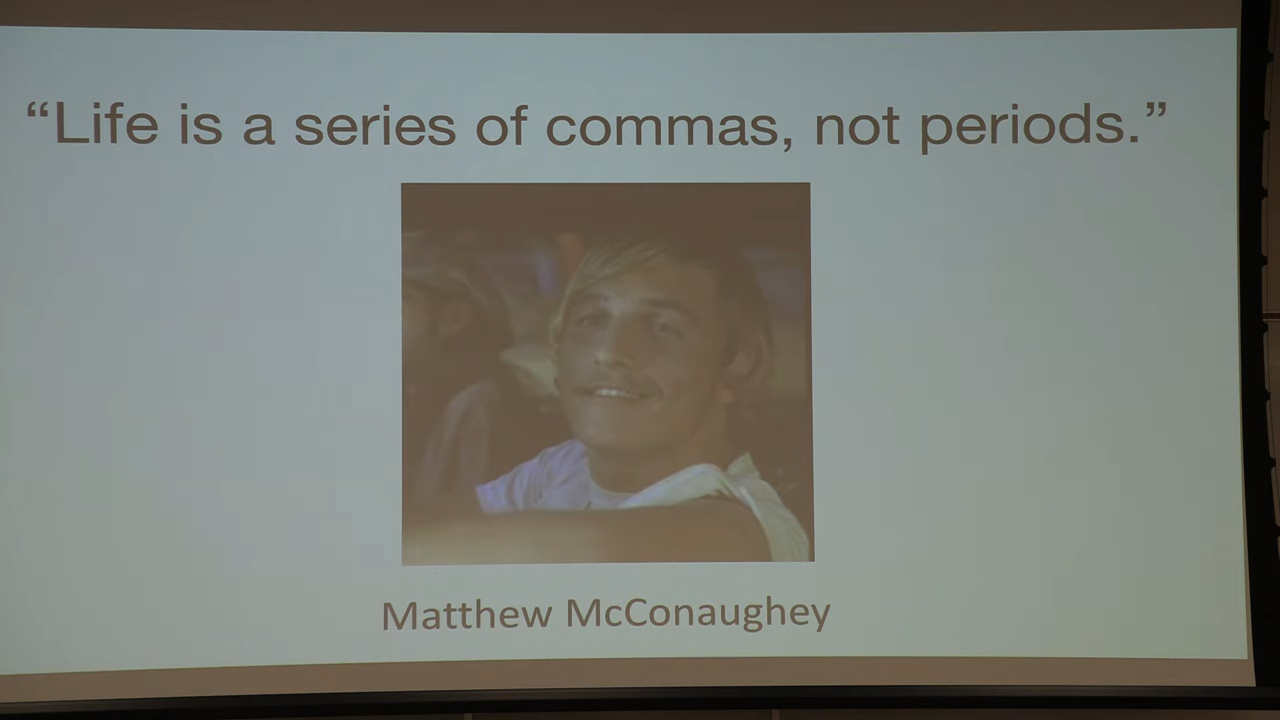 “Life is a series of commas, not periods.”
Matthew McConaughey